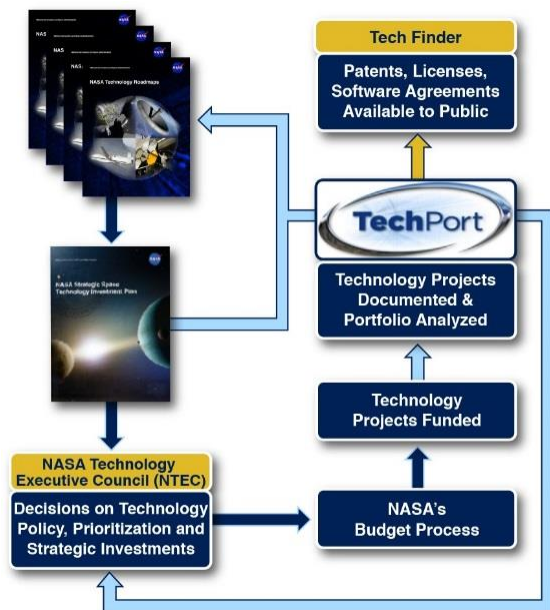 NASA Technology Roadmaps
NASA Strategic Space
Technology Investment Plan
NASA Technology
Executive Council (NTEC)
Decisions on Technology
Policy, Prioritization and
Strategic Investments
Tech Finder
Patents, Licenses,
Software Agreements
Available to Public
TechPort
Technology Projects
Documented &
Portfolio Analyzed
Technology
Projects Funded
NASA's
Budget Process